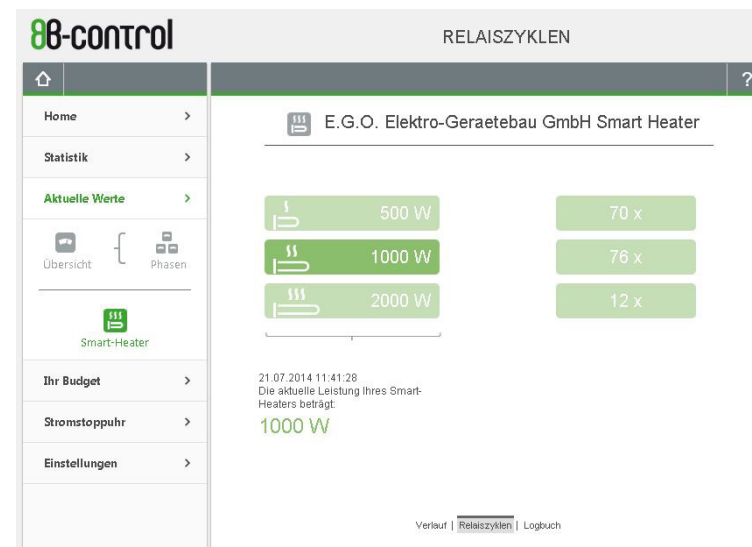 B-control
RELAISZYKLEN
?
Home
Statistik
Aktuelle Werte
Übersicht
Phasen
Smart-Heater
Ihr Budget
Stromstoppuhr
Einstellungen
E.G.O. Elektro-Geraetebau GmbH Smart Heater
500 W 70 x
1000 W 76 x
2000 W 12 x
21.07.2014 11:41:28
Die aktuelle Leistung Ihres Smart-
Heaters beträgt:
1000 W
Verlauf | Relaiszyklen | Logbuch